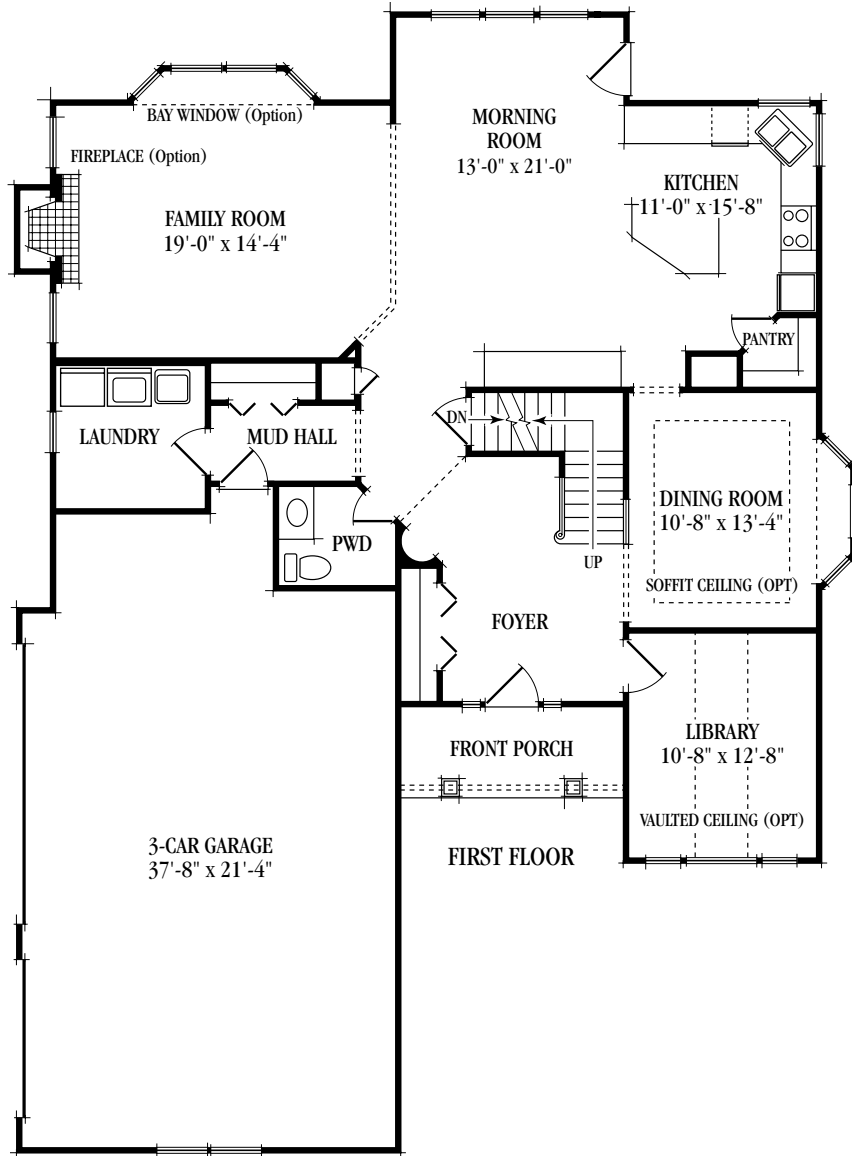 MORNING
ROOM
13'-0" x 21'-0"
BAY WINDOW (Option)
FIREPLACE (Option)
FAMILY ROOM
19'-0" x 14'-4"
KITCHEN
11'-0" x 15'-8"
PANTRY
LAUNDRY
MUD HALL
DN
UP
PWD
DINING ROOM
10'-8" x 13'-4"
SOFFIT CEILING (OPT)
FOYER
LIBRARY
10'-8" x 12'-8"
VAULTED CEILING (OPT)
FRONT PORCH
3-CAR GARAGE
37'-8" x 21'-4"
FIRST FLOOR